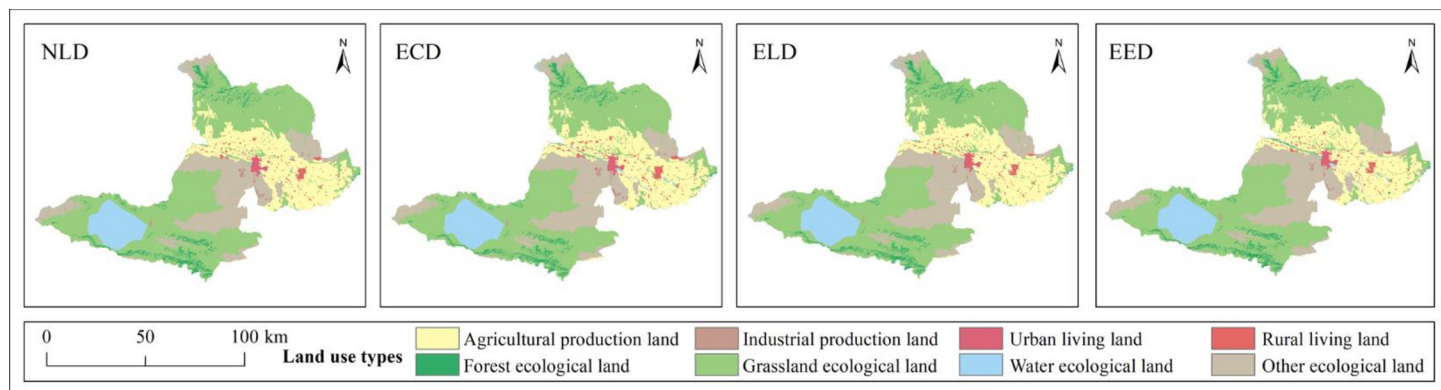 NLD
N
ECD
N
ELD
N
EED
N
0 50 100 km
Land use types
Agricultural production land
Industrial production land
Urban living land
Rural living land
Forest ecological land
Grassland ecological land
Water ecological land
Other ecological land